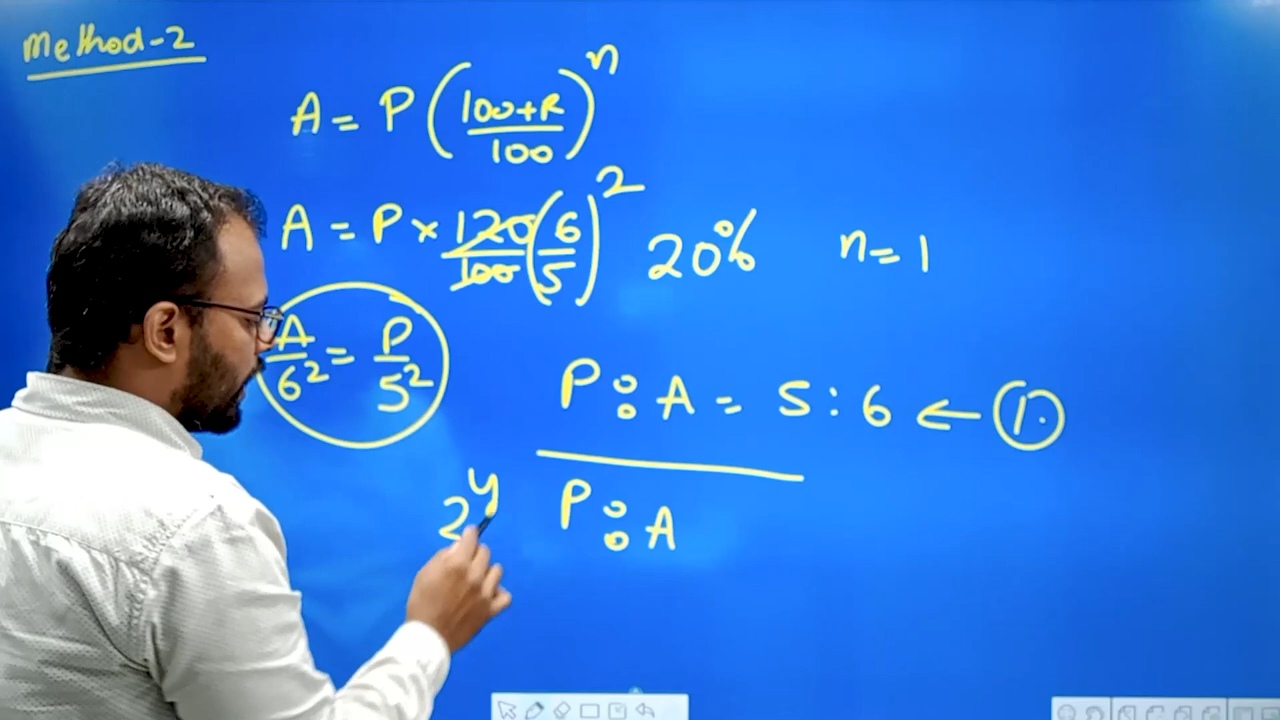 Method-2
A = P (100+R/100)^n
A = P × 120/100 (6/5)^2 20% n=1
A/6^2 = P/5^2
P : A = 5 : 6 ← 1.
2y P : A